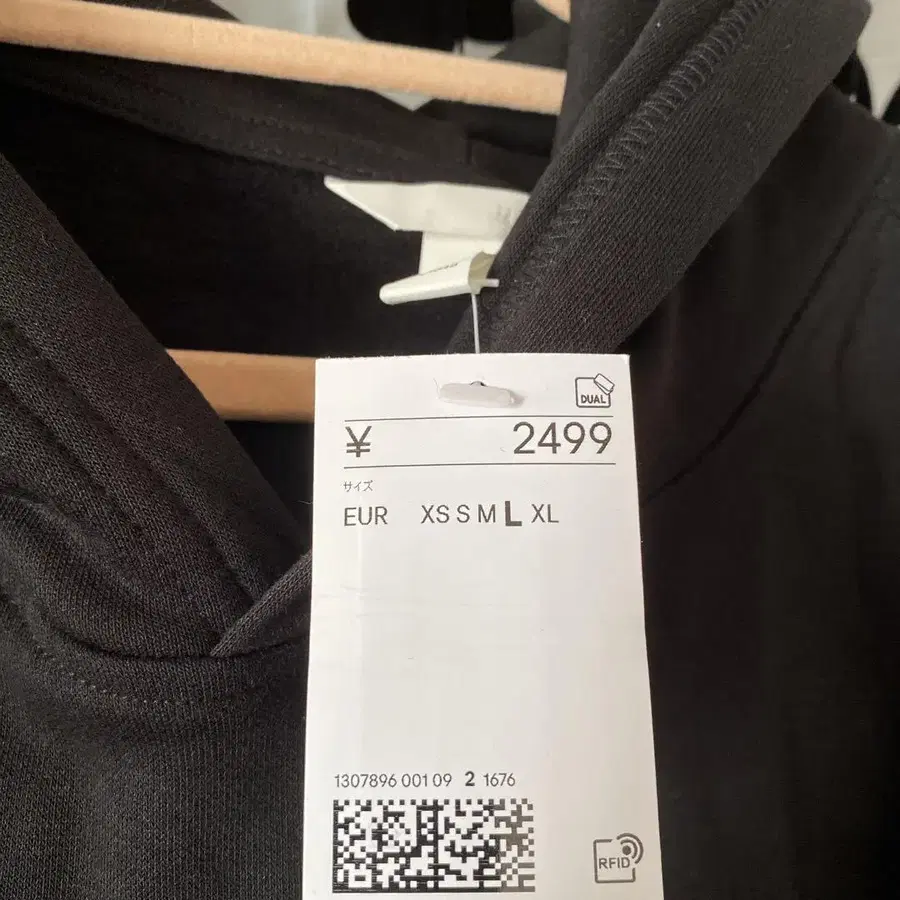 DUAL
¥ 2499
サイズ
EUR XS S M L XL
1307896 001 09 2 1676
RFID